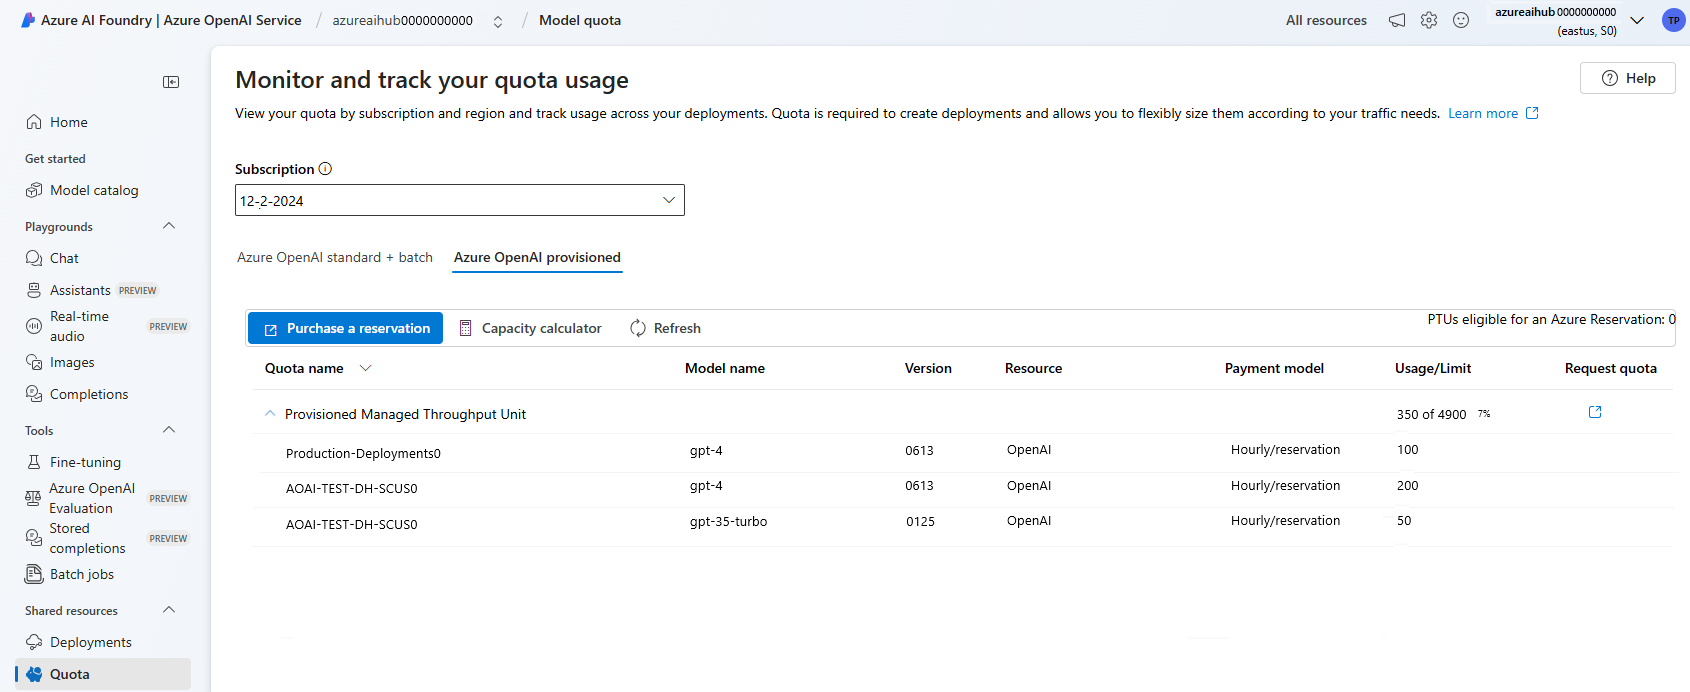 Azure AI Foundry | Azure OpenAI Service / azureaihub0000000000 / Model quota
All resources
azureaihub0000000000
(eastus, S0)
TP
Home
Get started
Model catalog
Playgrounds
Chat
Assistants PREVIEW
Real-time
audio
PREVIEW
Images
Completions
Tools
Fine-tuning
Azure OpenAI
Evaluation
PREVIEW
Stored
completions
PREVIEW
Batch jobs
Shared resources
Deployments
Quota
Monitor and track your quota usage
Help
View your quota by subscription and region and track usage across your deployments. Quota is required to create deployments and allows you to flexibly size them according to your traffic needs. Learn more
Subscription
12-2-2024
Azure OpenAI standard + batch Azure OpenAI provisioned
Purchase a reservation Capacity calculator Refresh
PTUs eligible for an Azure Reservation: 0
Quota name Model name Version Resource Payment model Usage/Limit Request quota
Provisioned Managed Throughput Unit 350 of 4900 7%
Production-Deployments0 gpt-4 0613 OpenAI Hourly/reservation 100
AOAI-TEST-DH-SCUS0 gpt-4 0613 OpenAI Hourly/reservation 200
AOAI-TEST-DH-SCUS0 gpt-35-turbo 0125 OpenAI Hourly/reservation 50